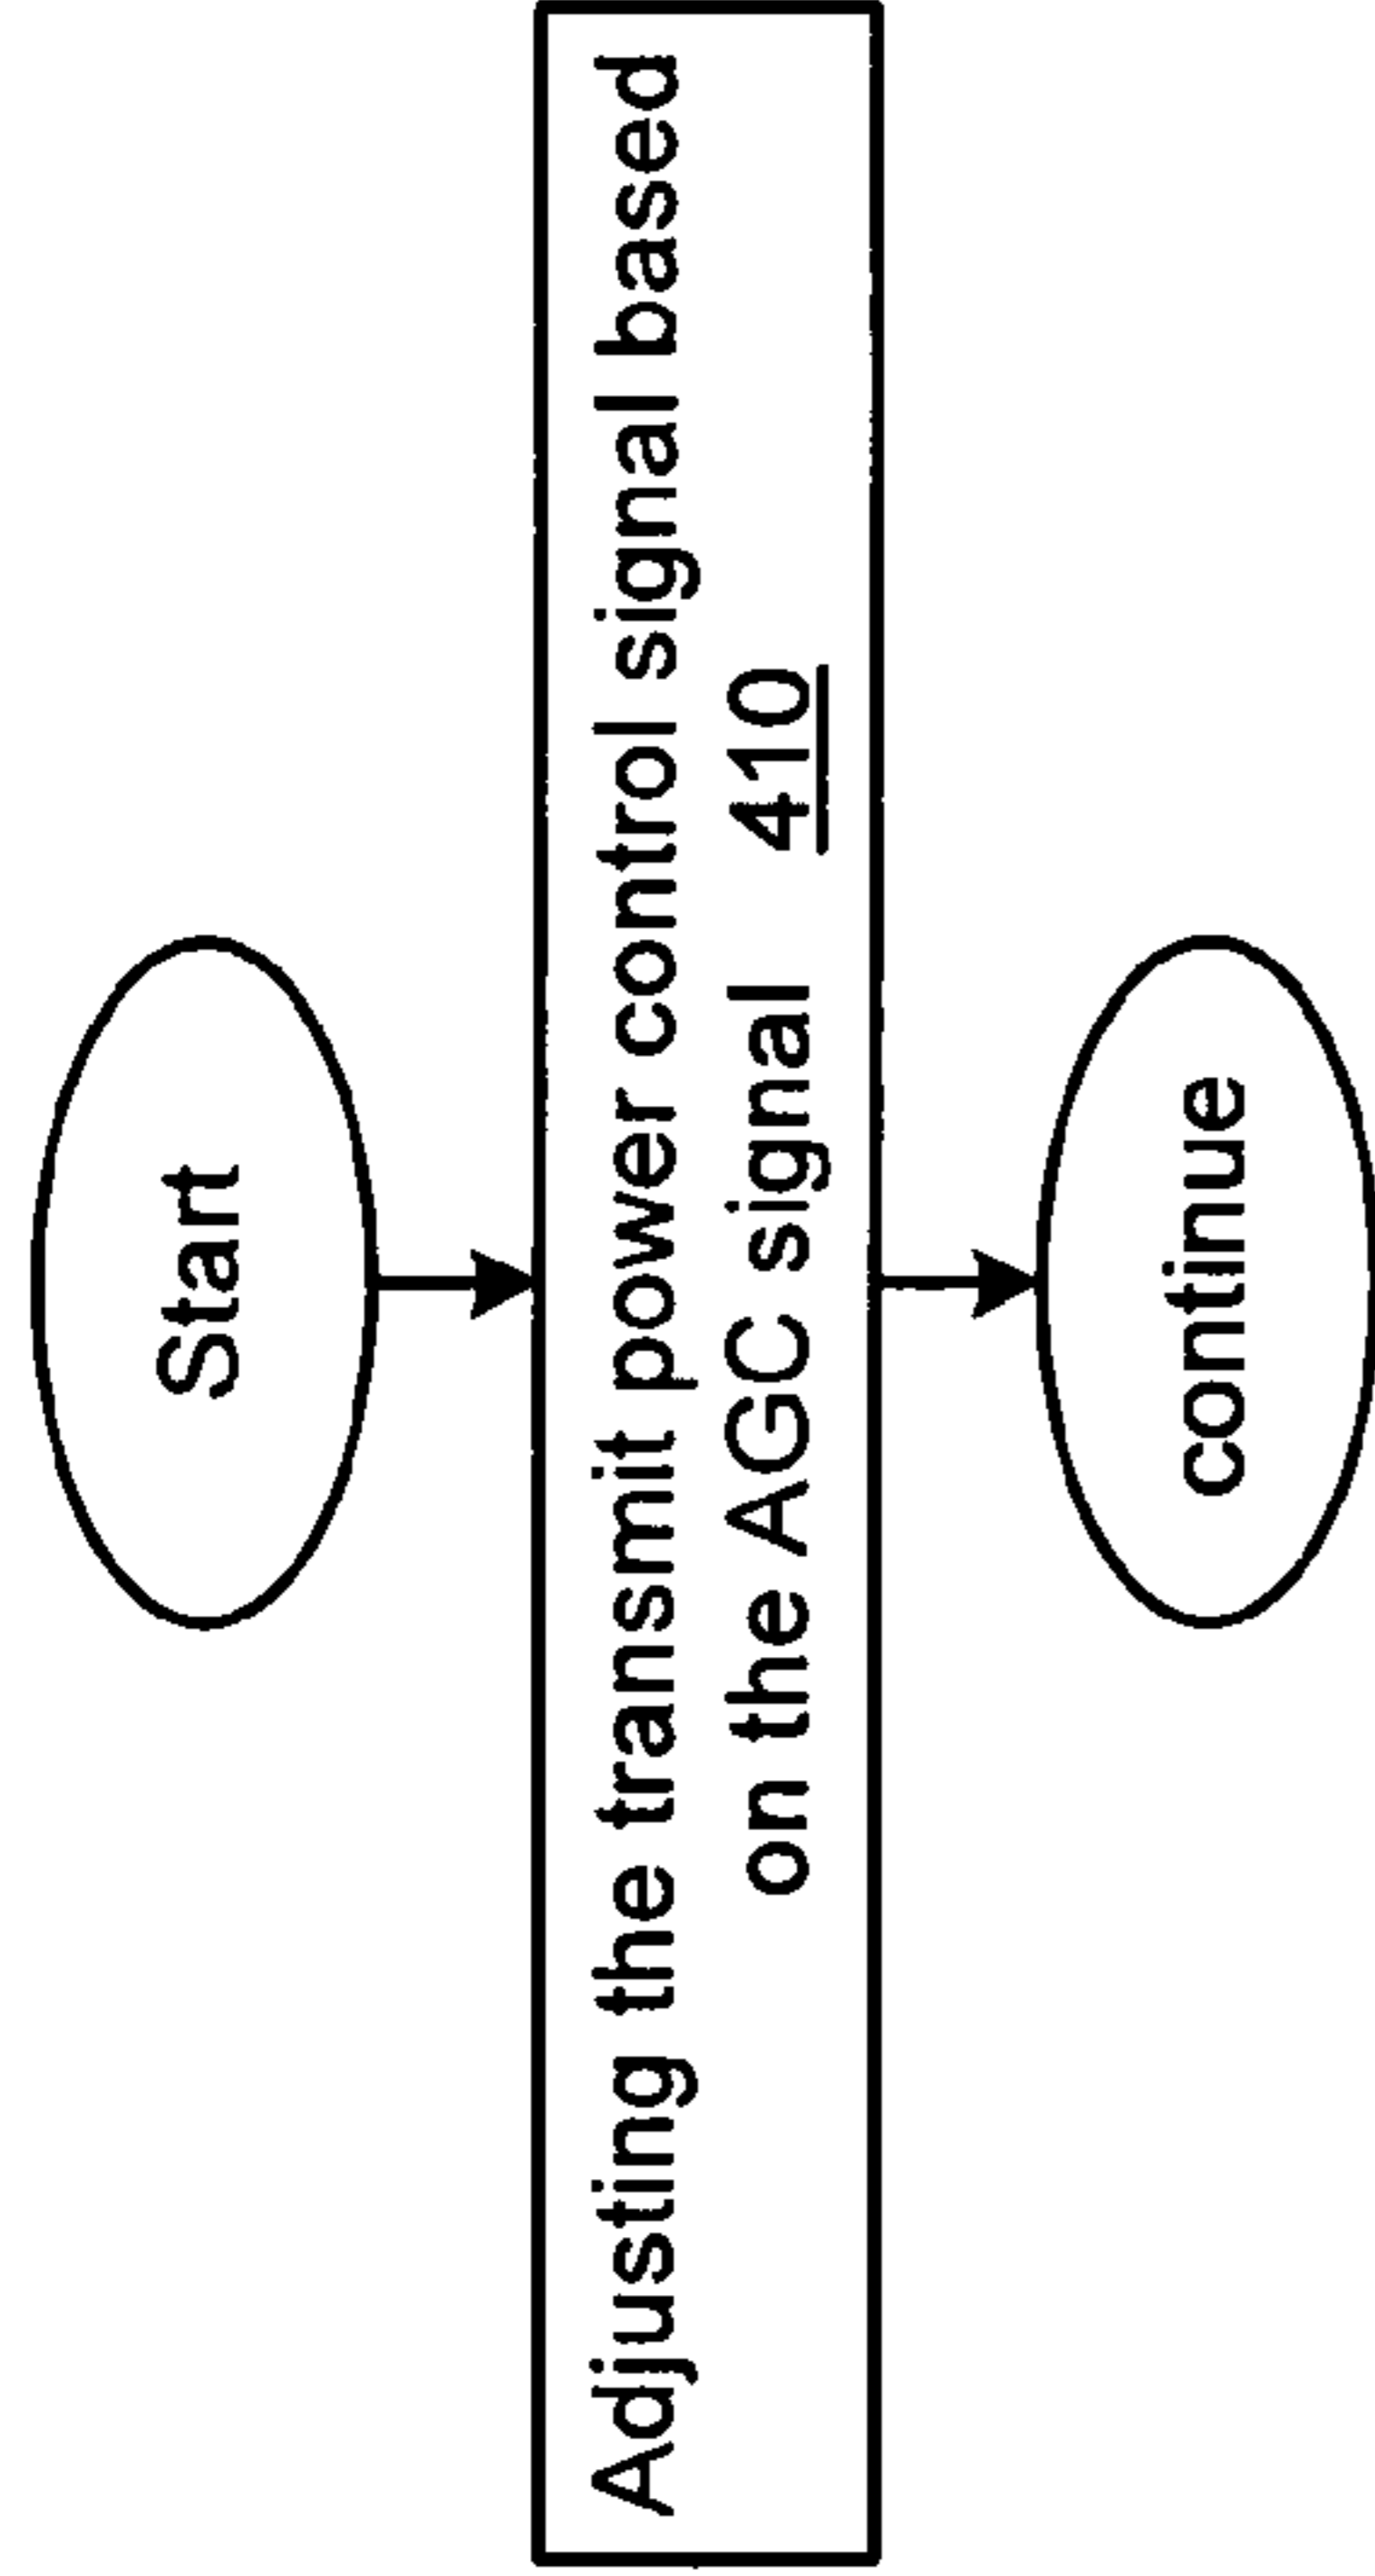 Start
Adjusting the transmit power control signal based
on the AGC signal 410
continue